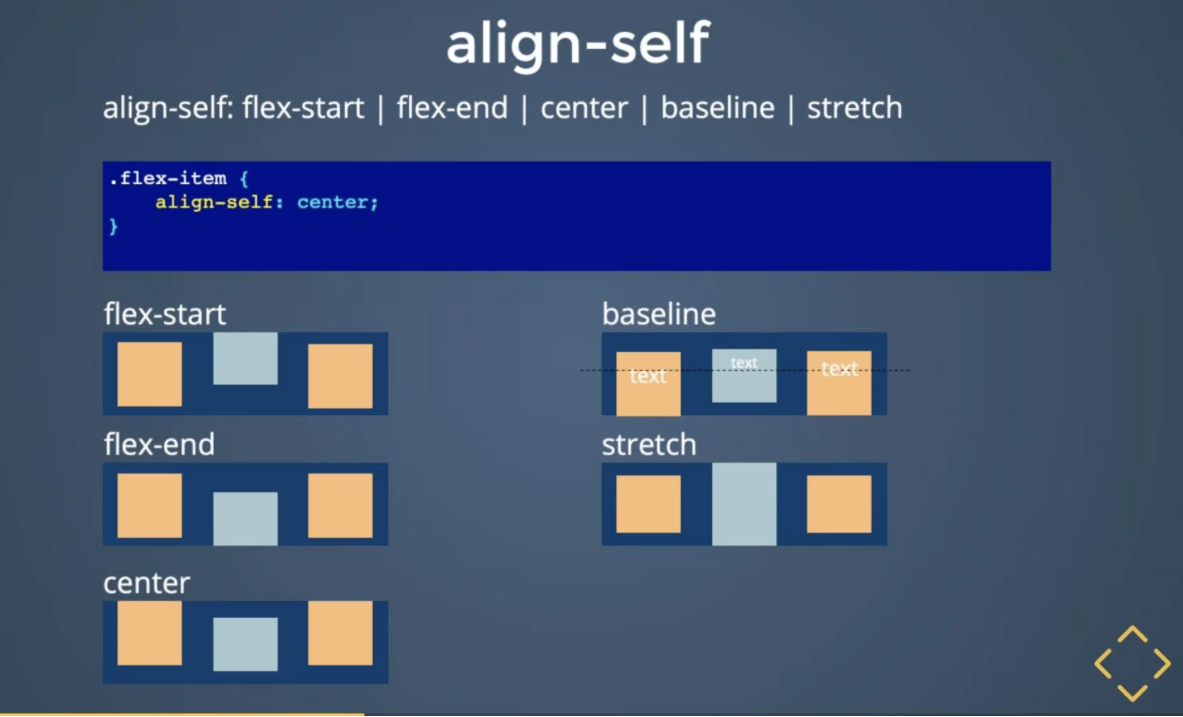 align-self
align-self: flex-start | flex-end | center | baseline | stretch
.flex-item {
    align-self: center;
}
flex-start
flex-end
center
baseline
text text text
stretch